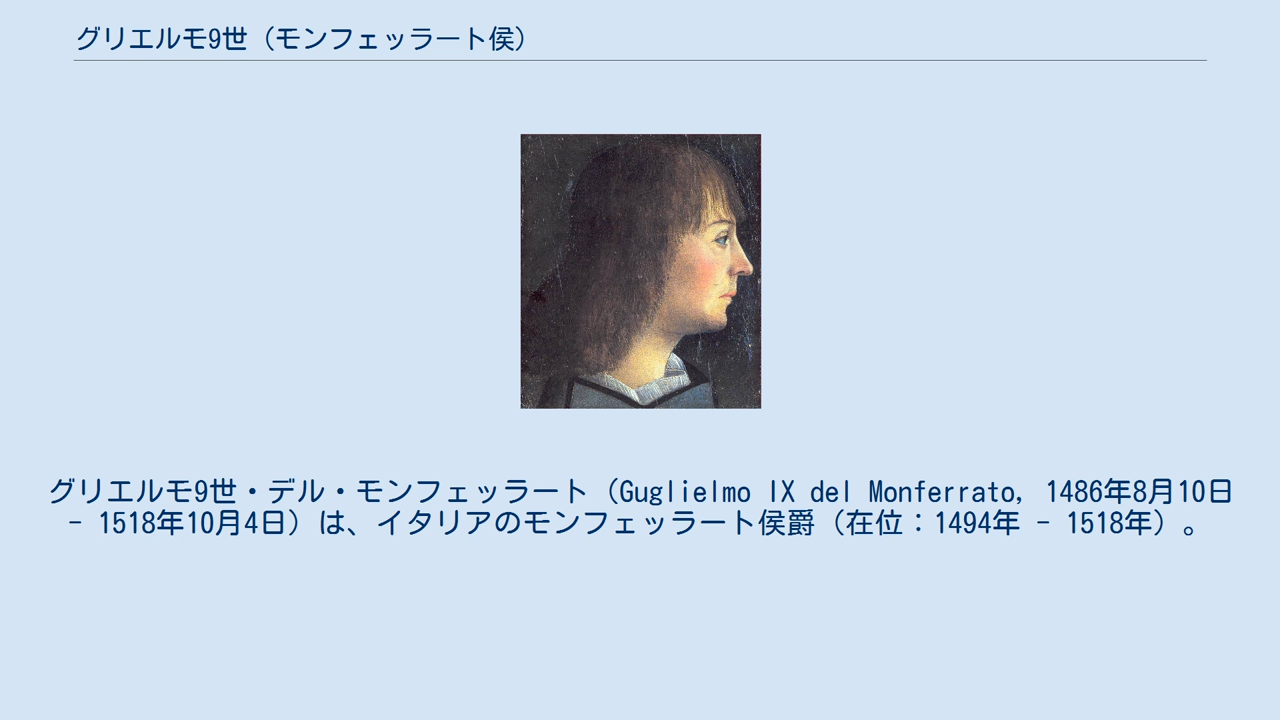 グリエルモ9世（モンフェッラート侯）
グリエルモ9世・デル・モンフェッラート（Guglielmo IX del Monferrato, 1486年8月10日
- 1518年10月4日）は、イタリアのモンフェッラート侯爵（在位：1494年 - 1518年）。